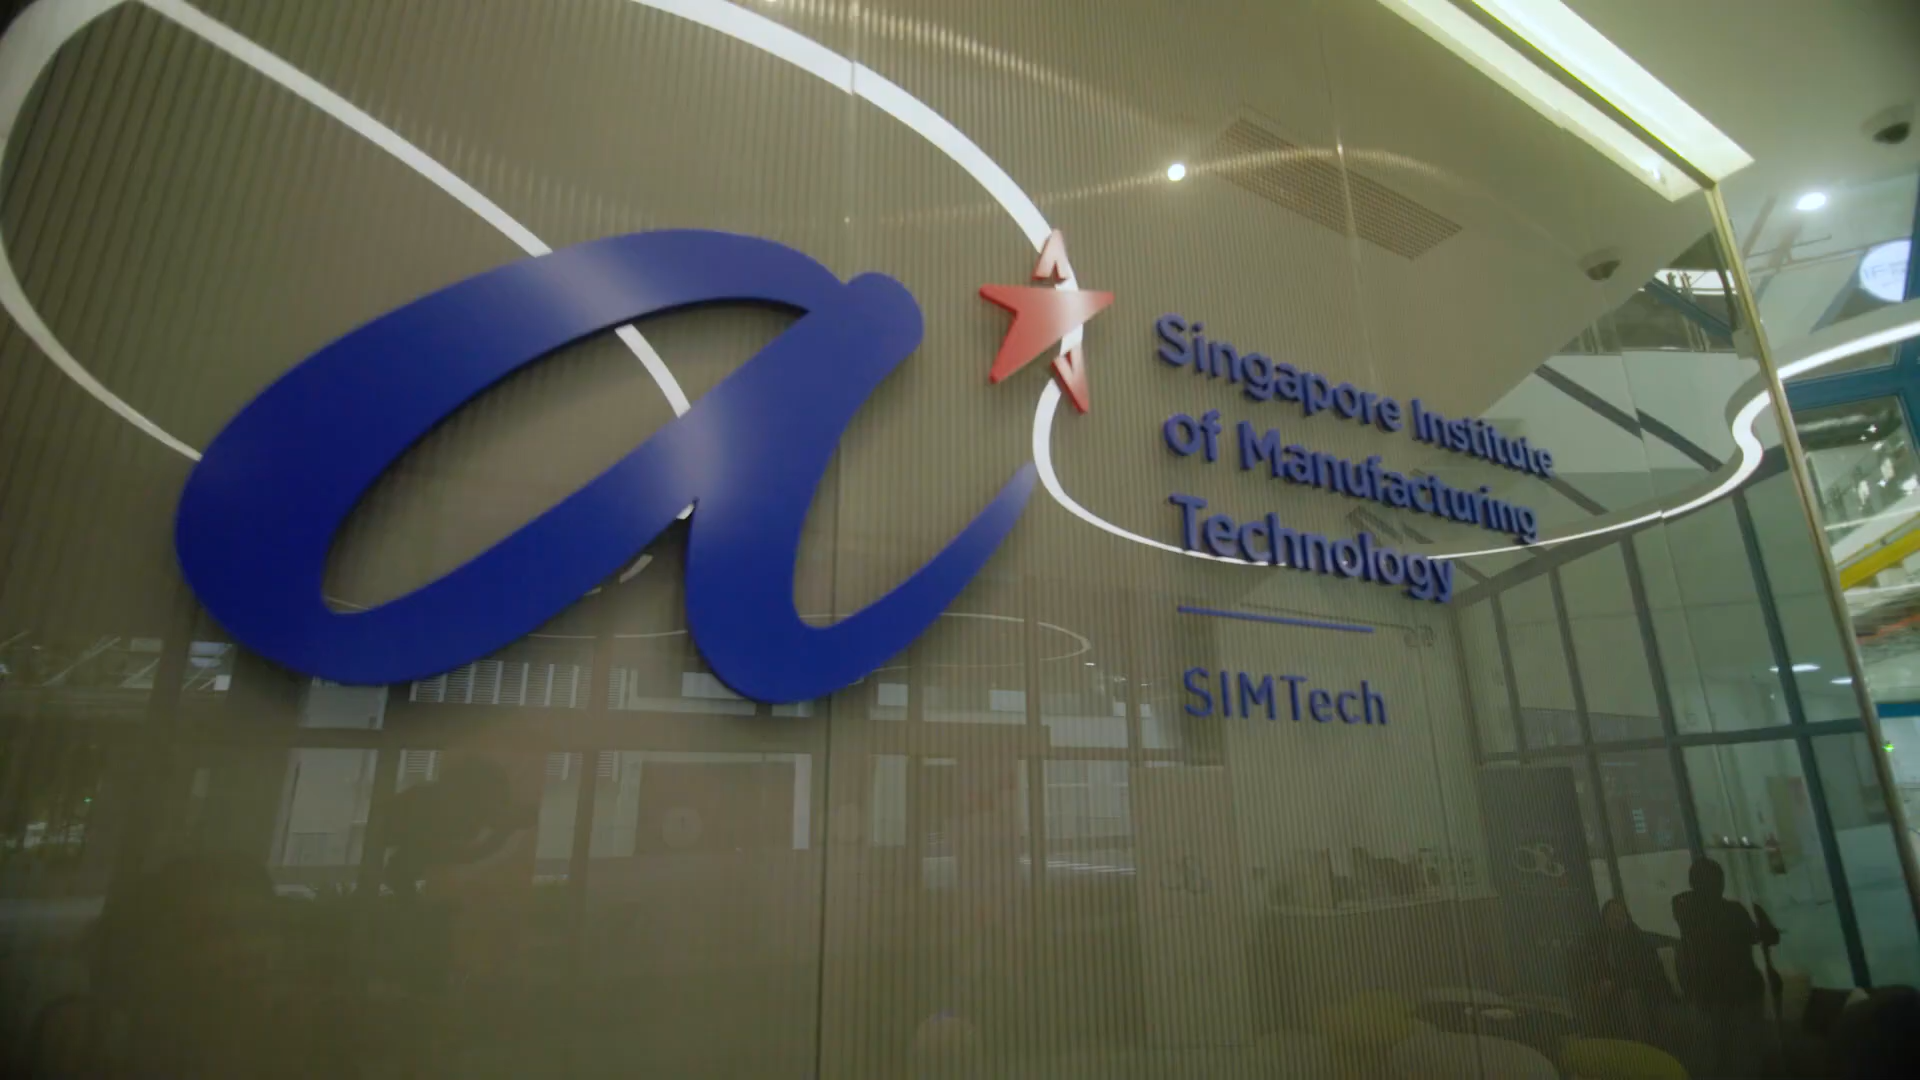 a
Singapore Institute
of Manufacturing
Technology
SIMTech